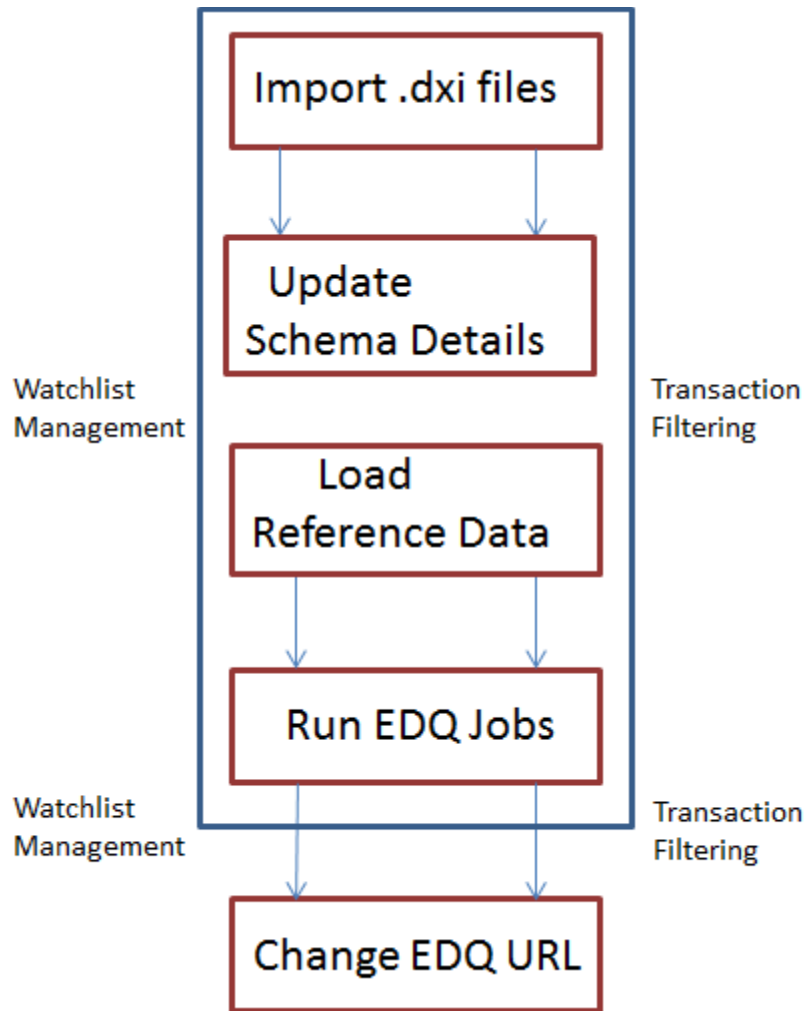 Import .dxi files
Update
Schema Details
Watchlist
Management
Transaction
Filtering
Load
Reference Data
Run EDQ Jobs
Watchlist
Management
Transaction
Filtering
Change EDQ URL